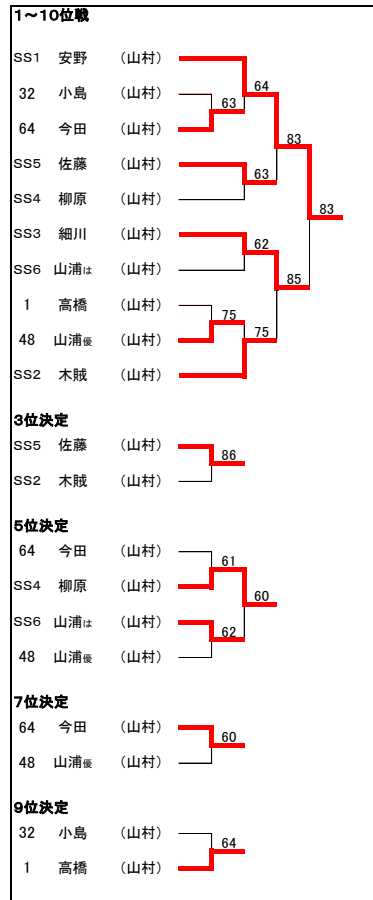 1～10位戦
SS1 安野 （山村）
64
32 小島 （山村）
63
64 今田 （山村）
83
SS5 佐藤 （山村）
63
SS4 柳原 （山村）
83
SS3 細川 （山村）
62
SS6 山浦は （山村）
85
1 高橋 （山村）
75
48 山浦優 （山村）
75
SS2 木賊 （山村）
3位決定
SS5 佐藤 （山村）
86
SS2 木賊 （山村）
5位決定
64 今田 （山村）
61
SS4 柳原 （山村）
60
SS6 山浦は （山村）
62
48 山浦優 （山村）
7位決定
64 今田 （山村）
60
48 山浦優 （山村）
9位決定
32 小島 （山村）
64
1 高橋 （山村）